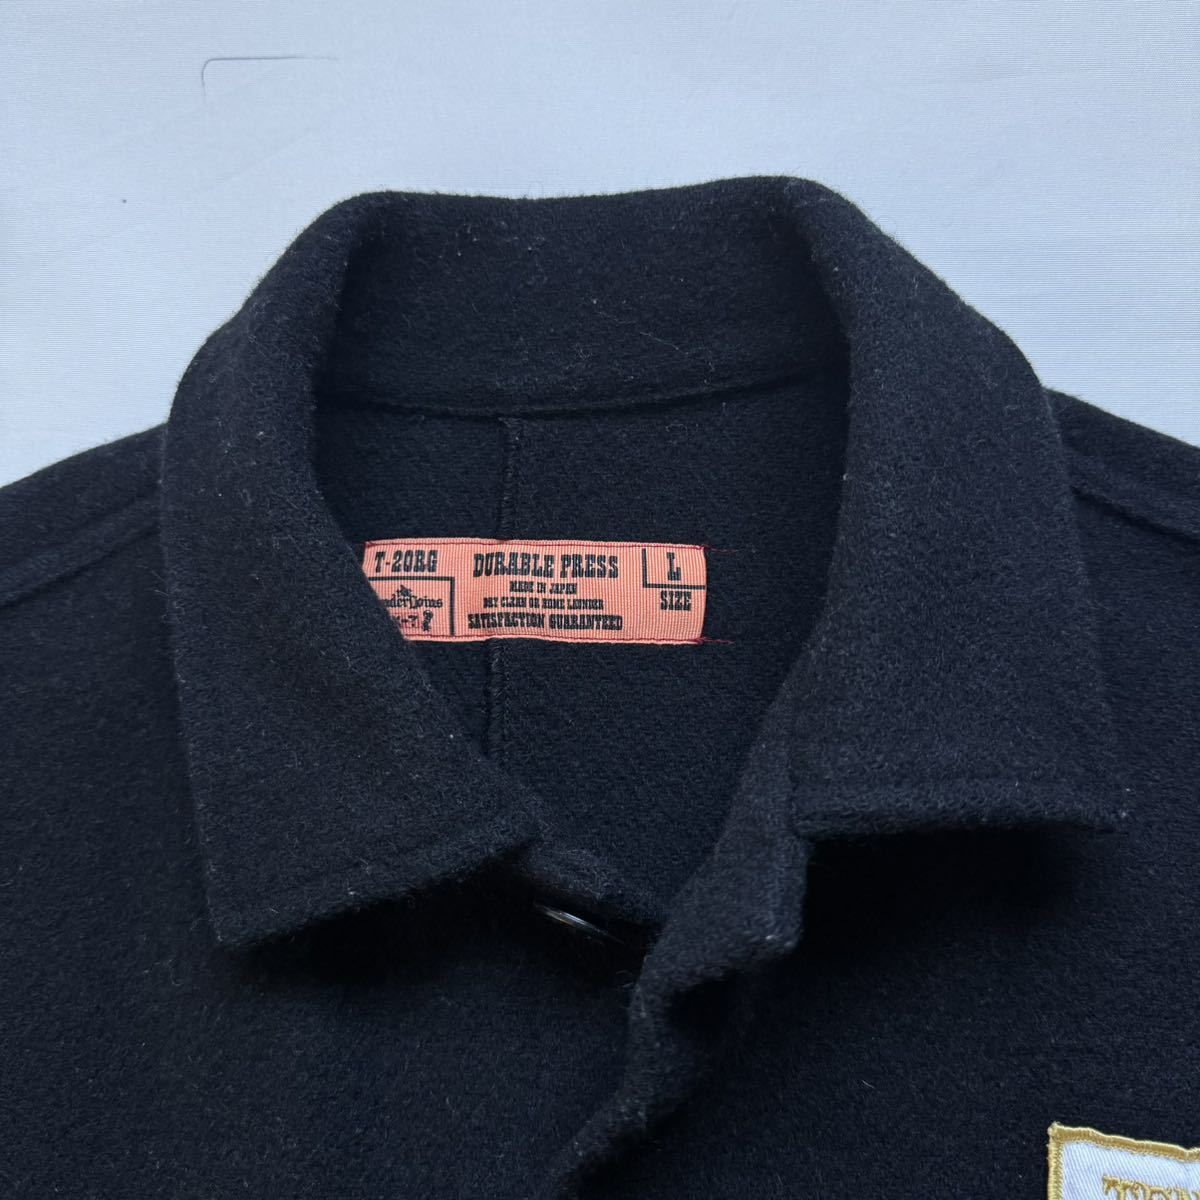 T-20RG
DURABLE PRESS
MADE IN JAPAN
DRY CLEAN OR HOME LAUNDER
SATISFACTION GUARANTEED
L
SIZE